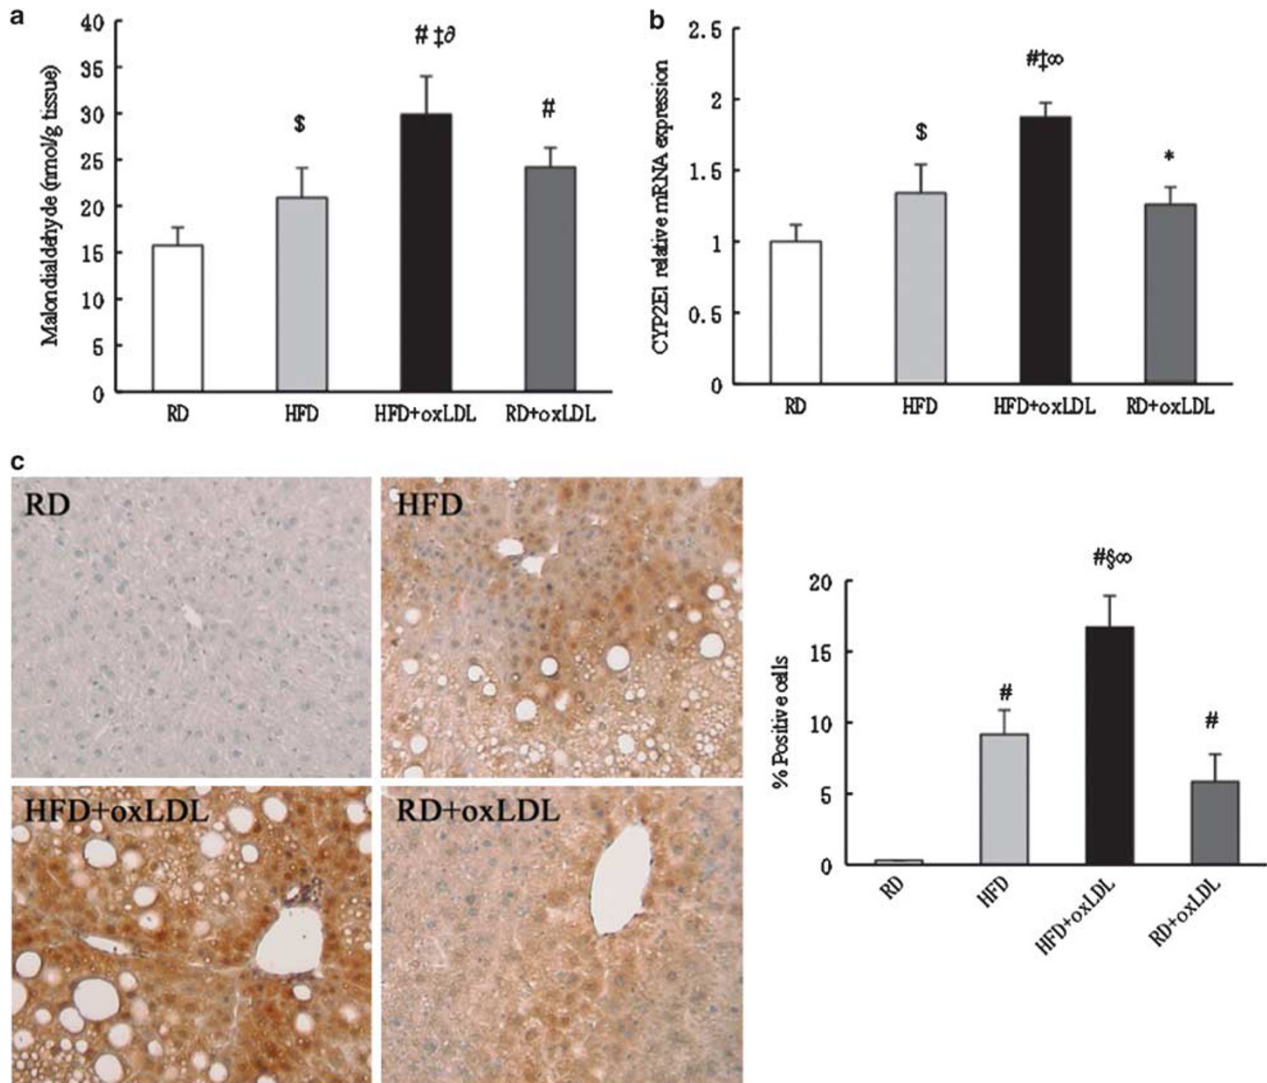 a
Malondialdehyde (nmol/g tissue)
40
35
30
25
20
15
10
5
0
$
# ‡∂
#
RD HFD HFD+oxLDL RD+oxLDL
b
CYP2E1 relative mRNA expression
2.5
2
1.5
1
0.5
0
$
#‡∞
*
RD HFD HFD+oxLDL RD+oxLDL
c
RD
HFD
HFD+oxLDL
RD+oxLDL
% Positive cells
20
15
10
5
0
#
#§∞
#
RD HFD HFD+oxLDL RD+oxLDL